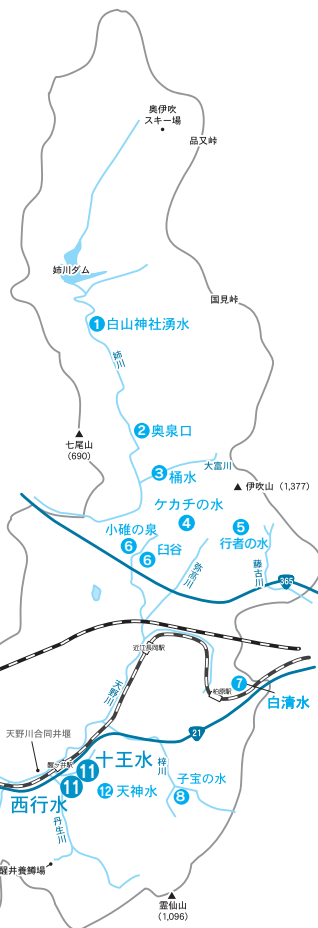 奥伊吹
スキー場
品又峠
姉川ダム
国見峠
1 白山神社湧水
姉川
2 奥泉口
七尾山
(690)
大富川
3 桶水
伊吹山 (1,377)
ケカチの水
4
5
行者の水
小碓の泉
6
6 臼谷
弥高川
藤古川
365
近江長岡駅
天野川
柏原駅
7
白清水
21
天野川合同井堰
醒ヶ井駅
十王水
11
梓川
子宝の水
8
西行水
11
12 天神水
丹生川
醒井養鱒場
霊仙山
(1,096)